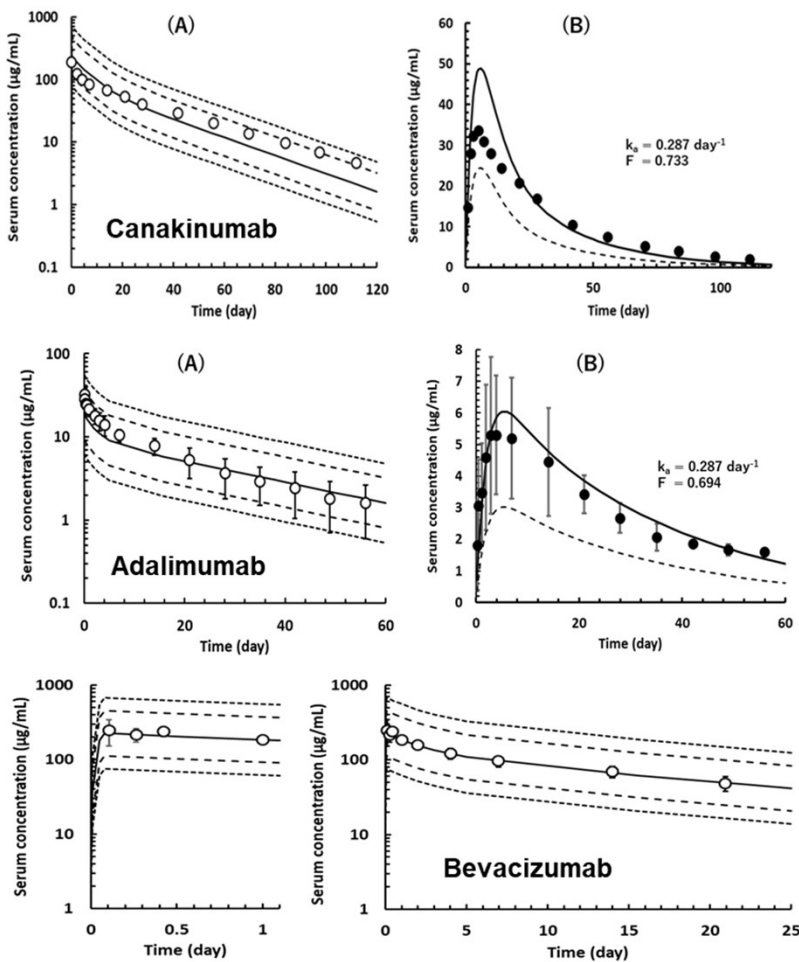 (A)
Serum concentration (µg/mL)
1000
100
10
1
0.1
Canakinumab
0 20 40 60 80 100 120
Time (day)
(B)
Serum concentration (µg/mL)
60
50
40
30
20
10
0
ka = 0.287 day-1
F = 0.733
0 50 100
Time (day)
(A)
Serum concentration (µg/mL)
100
10
1
0.1
Adalimumab
0 20 40 60
Time (day)
(B)
Serum concentration (µg/mL)
8
7
6
5
4
3
2
1
0
ka = 0.287 day-1
F = 0.694
0 20 40 60
Time (day)
Serum concentration (µg/mL)
1000
100
10
1
0 0.5 1
Time (day)
Serum concentration (µg/mL)
1000
100
10
1
Bevacizumab
0 5 10 15 20 25
Time (day)